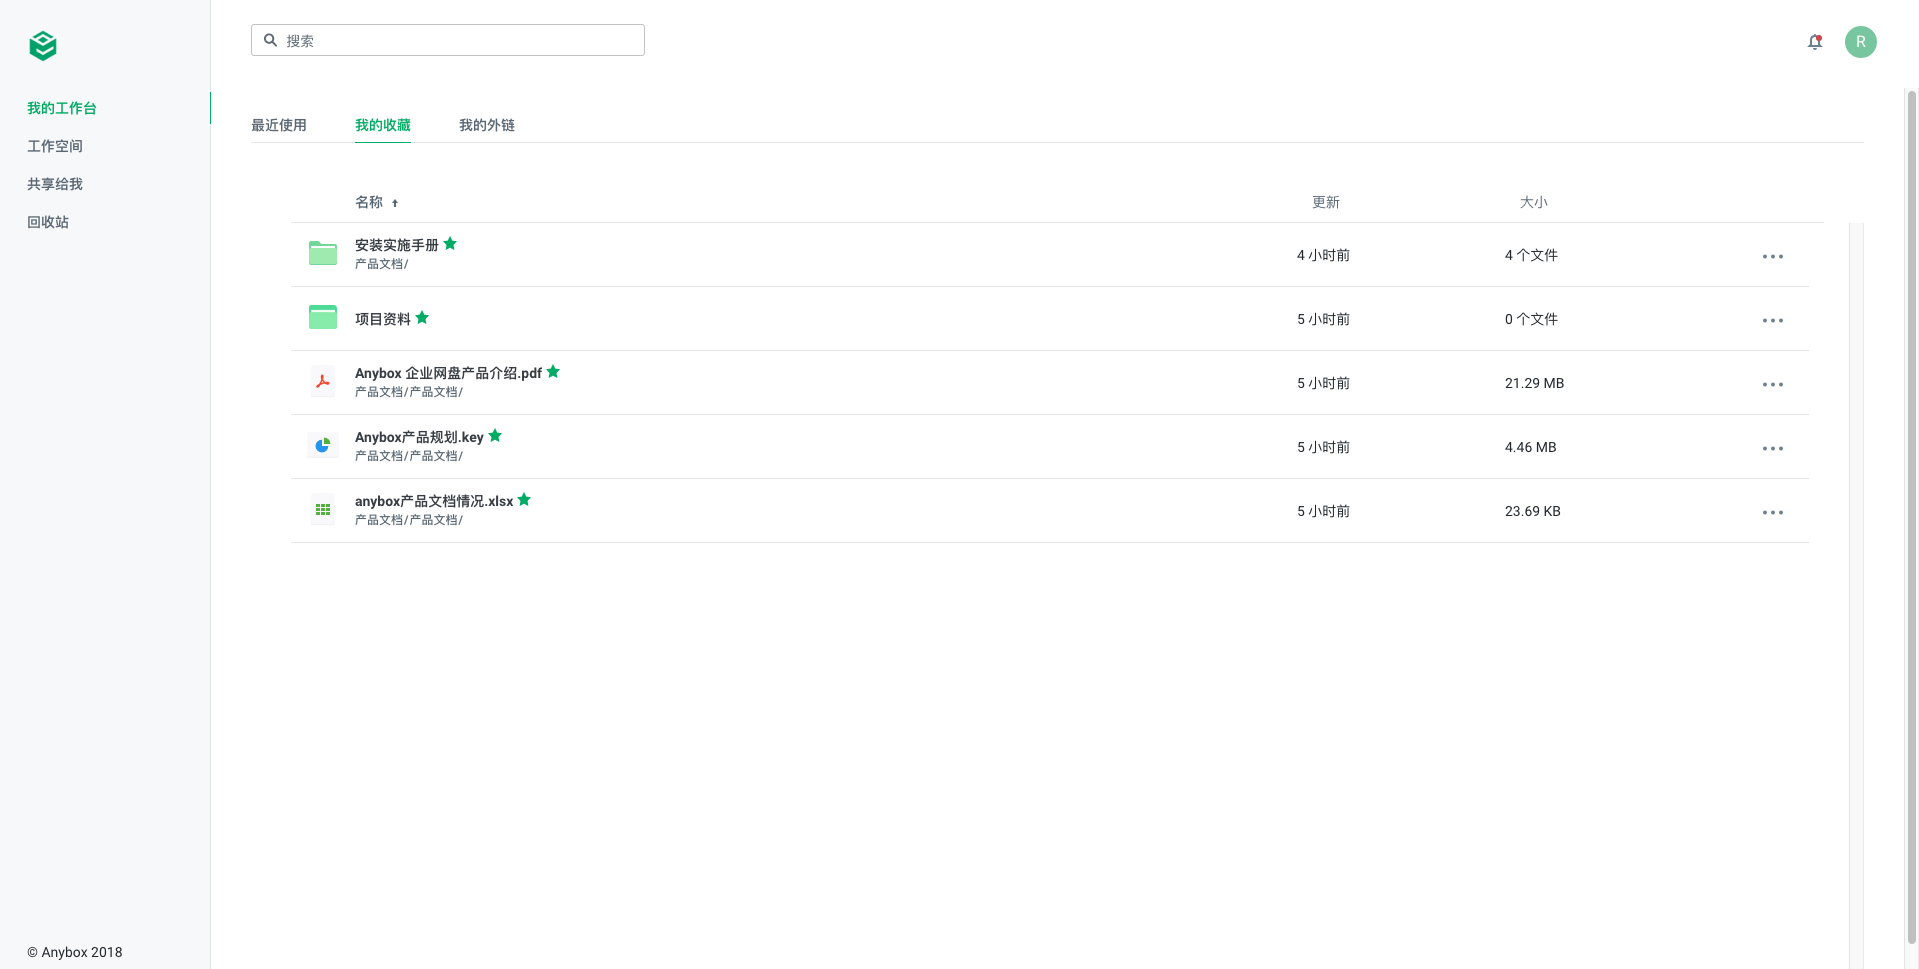 搜索
R
我的工作台
工作空间
共享给我
回收站
最近使用 我的收藏 我的外链
名称 更新 大小
安装实施手册
产品文档/
4 小时前 4 个文件
项目资料 5 小时前 0 个文件
Anybox 企业网盘产品介绍.pdf
产品文档/产品文档/
5 小时前 21.29 MB
Anybox产品规划.key
产品文档/产品文档/
5 小时前 4.46 MB
anybox产品文档情况.xlsx
产品文档/产品文档/
5 小时前 23.69 KB
© Anybox 2018